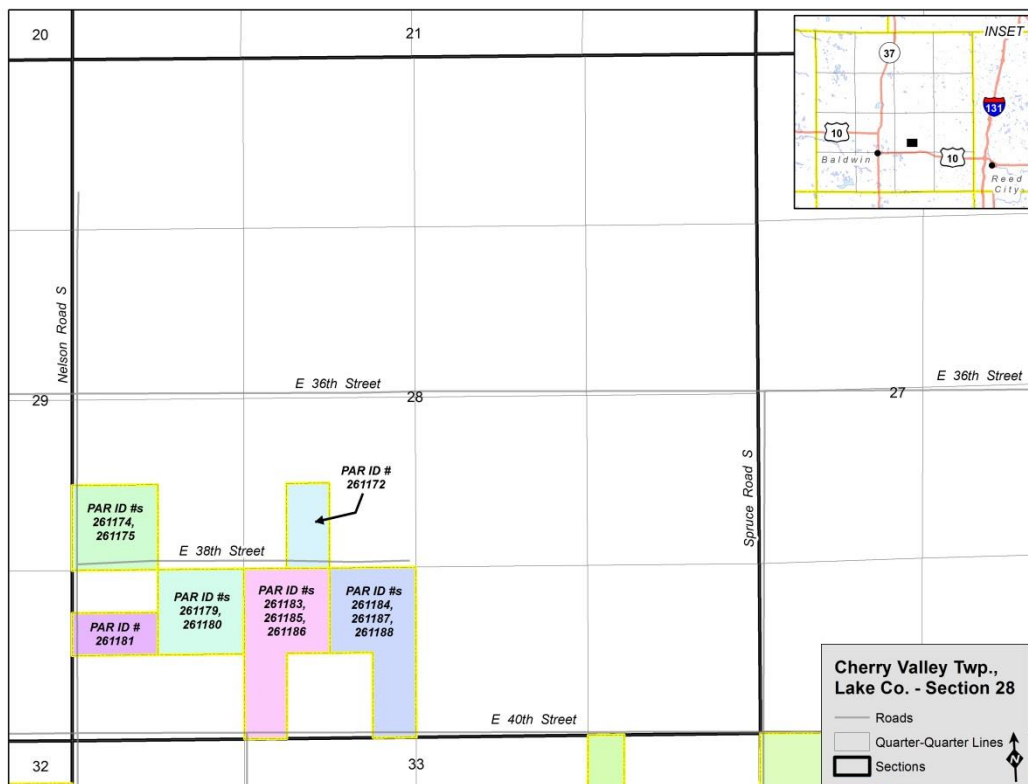 20
21
INSET
37
131
10
10
Baldwin
Reed
City
Nelson Road S
E 36th Street
E 36th Street
29
28
27
PAR ID #
261172
Spruce Road S
PAR ID #s
261174,
261175
E 38th Street
PAR ID #s
261179,
261180
PAR ID #s
261183,
261185,
261186
PAR ID #s
261184,
261187,
261188
PAR ID #
261181
Cherry Valley Twp.,
Lake Co. - Section 28
Roads
Quarter-Quarter Lines
Sections
N
E 40th Street
32
33